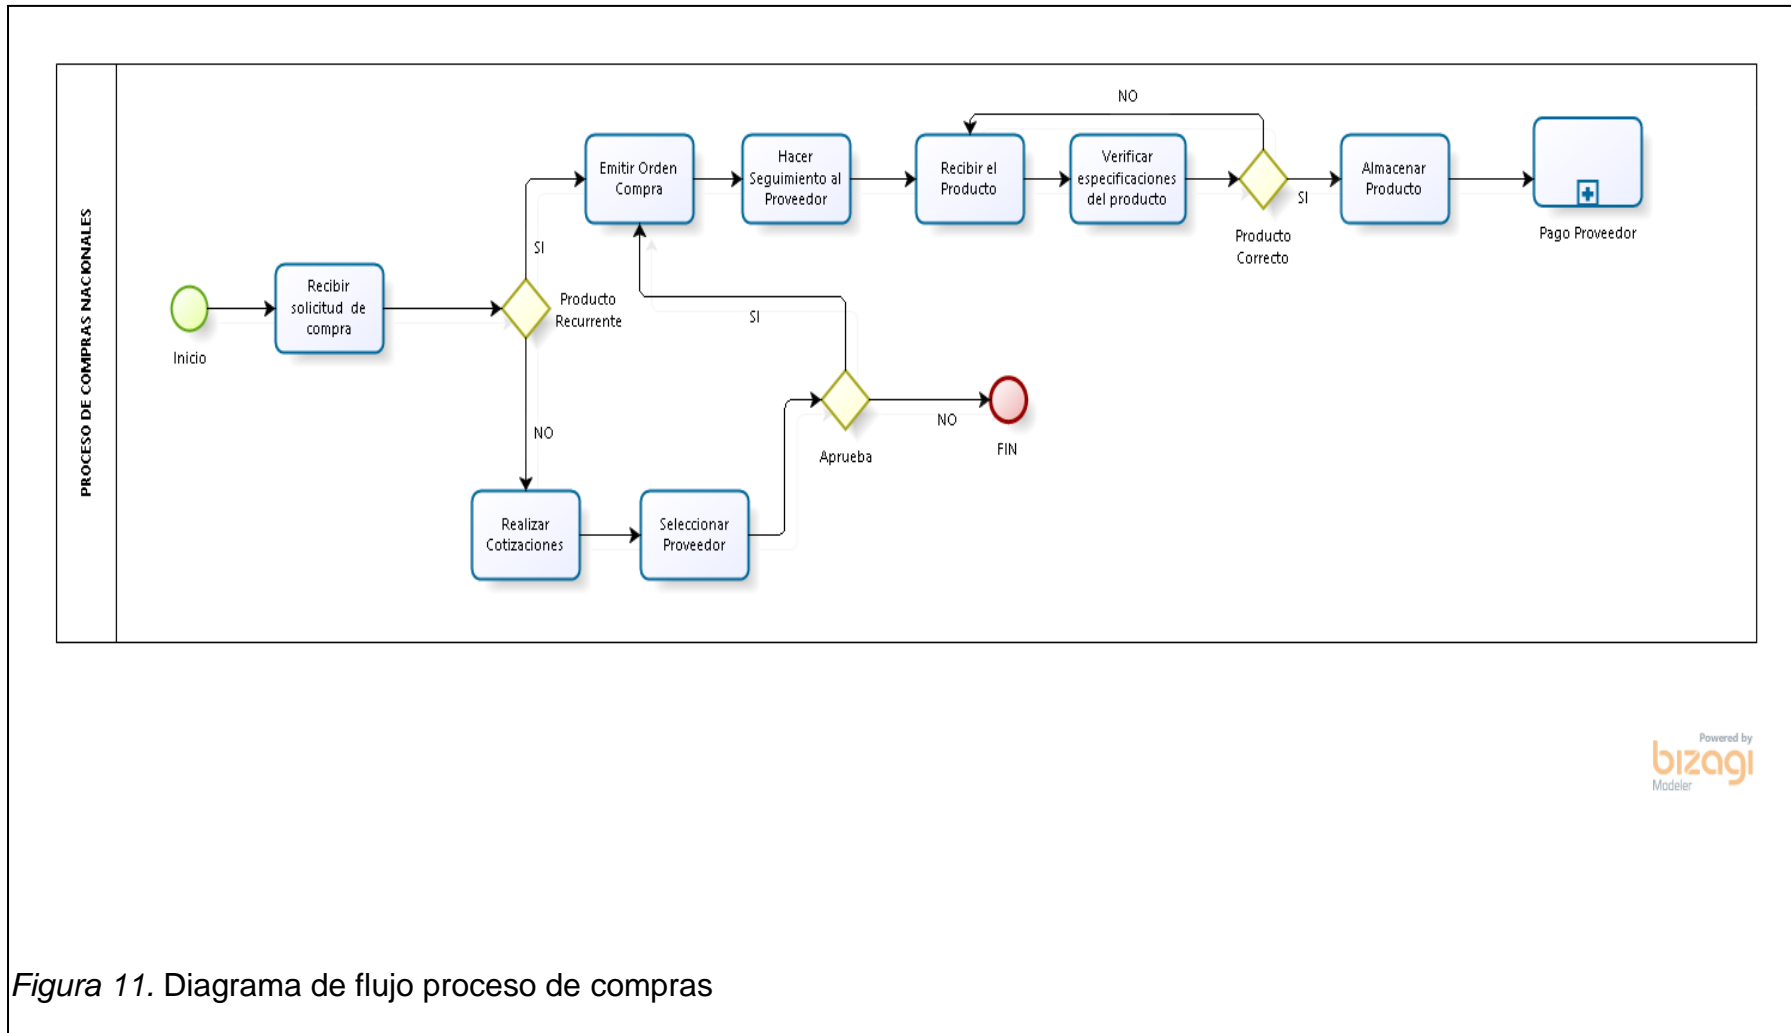 PROCESO DE COMPRAS NACIONALES
Inicio
Recibir
solicitud de
compra
Producto
Recurrente
SI
NO
Emitir Orden
Compra
Hacer
Seguimiento al
Proveedor
Recibir el
Producto
Verificar
especificaciones
del producto
NO
Producto
Correcto
SI
Almacenar
Producto
Pago Proveedor
Realizar
Cotizaciones
Seleccionar
Proveedor
SI
Aprueba
NO
FIN
Powered by
bizagi
Modeler
Figura 11. Diagrama de flujo proceso de compras